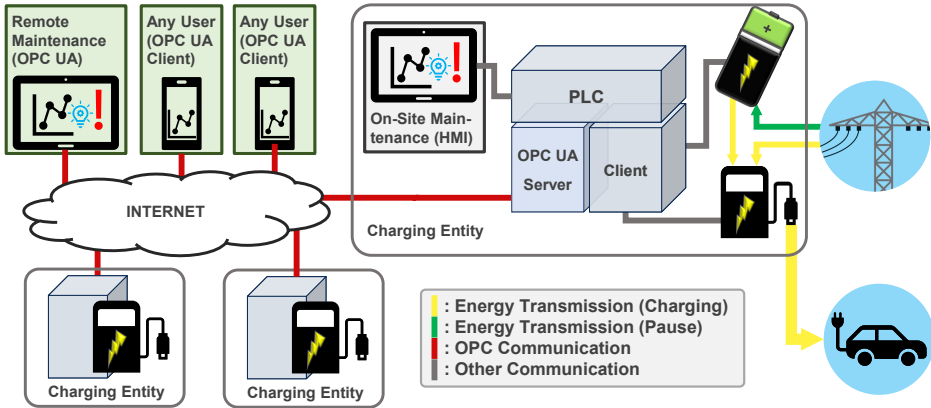 Remote
Maintenance
(OPC UA)
Any User
(OPC UA
Client)
Any User
(OPC UA
Client)
On-Site Main-
tenance (HMI)
PLC
OPC UA
Server
Client
+
INTERNET
Charging Entity
Charging Entity
Charging Entity
: Energy Transmission (Charging)
: Energy Transmission (Pause)
: OPC Communication
: Other Communication